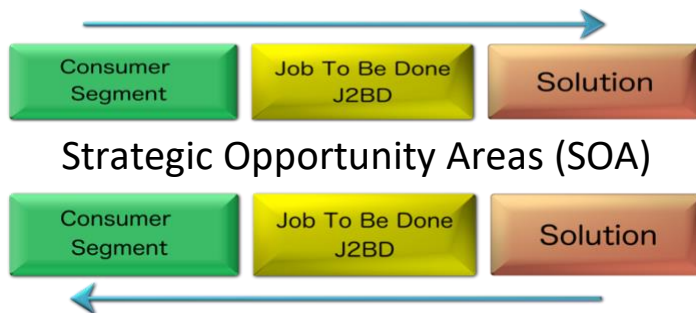 Consumer
Segment
Job To Be Done
J2BD
Solution
Strategic Opportunity Areas (SOA)
Consumer
Segment
Job To Be Done
J2BD
Solution